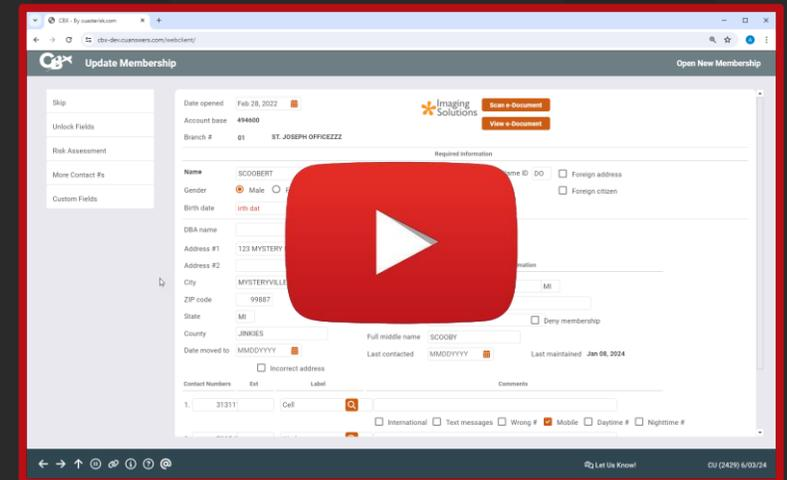 CBX - By cuasterisk.com
cbx-dev.cuanswers.com/webclient/
CBX Update Membership Open New Membership
Skip
Unlock Fields
Risk Assessment
More Contact #s
Custom Fields
Date opened Feb 28, 2022 Imaging Solutions Scan e-Document
Account base 494600 View e-Document
Branch # 01 ST. JOSEPH OFFICEZZZ
Required Information
Name SCOOBERT ID DO Foreign address
Gender Male Foreign citizen
Birth date irth dat
DBA name
Address #1 123 MYSTERY
Address #2
City MYSTERYVILLE MI
ZIP code 99887
State MI Deny membership
County JINKIES Full middle name SCOOBY
Date moved to MMDDYYYY Last contacted MMDDYYYY Last maintained Jan 08, 2024
Incorrect address
Contact Numbers Ext Label Comments
1. 31311 Cell
International Text messages Wrong # Mobile Daytime # Nighttime #
Let Us Know! CU (2429) 6/03/24